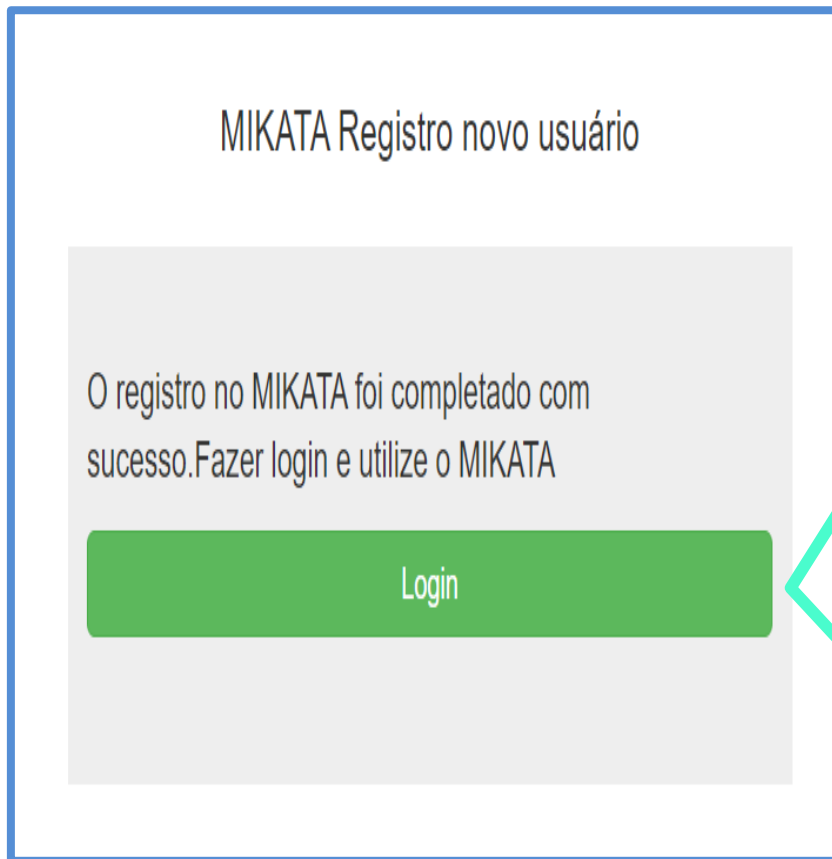 MIKATA Registro novo usuário
O registro no MIKATA foi completado com
sucesso.Fazer login e utilize o MIKATA
Login